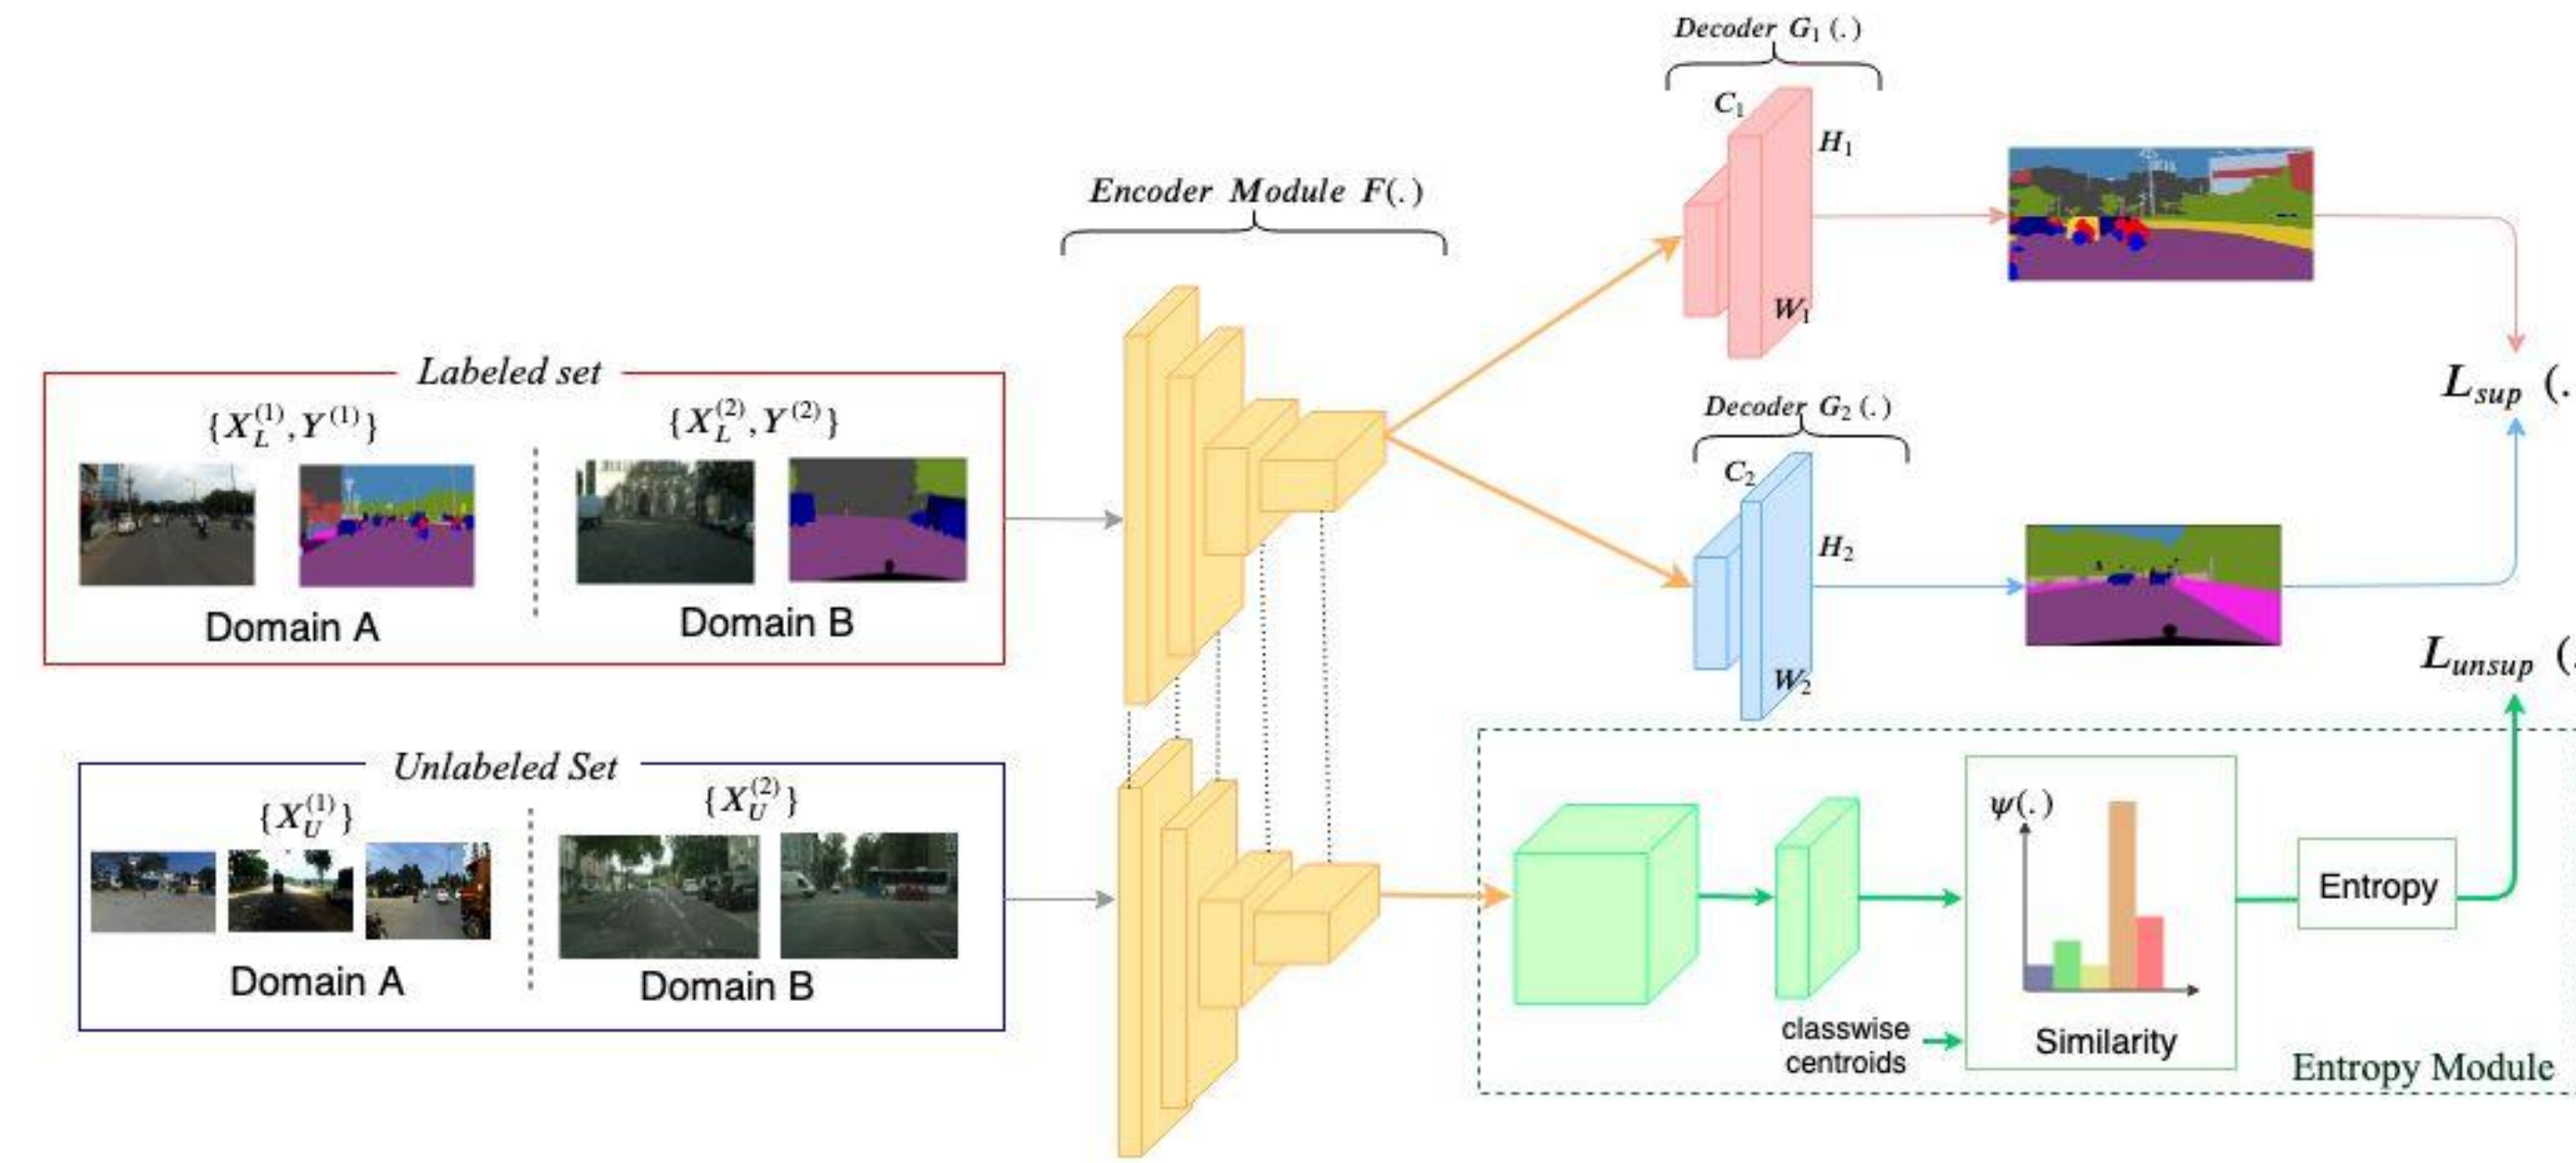 Decoder G₁ (.)
C₁
H₁
W₁
Encoder Module F(.)
Labeled set
{X_L^(1), Y^(1)}
{X_L^(2), Y^(2)}
Domain A
Domain B
Decoder G₂ (.)
C₂
H₂
W₂
L_sup (.
L_unsup (.
Unlabeled Set
{X_U^(1)}
{X_U^(2)}
Domain A
Domain B
ψ(.)
Similarity
classwise
centroids
Entropy
Entropy Module